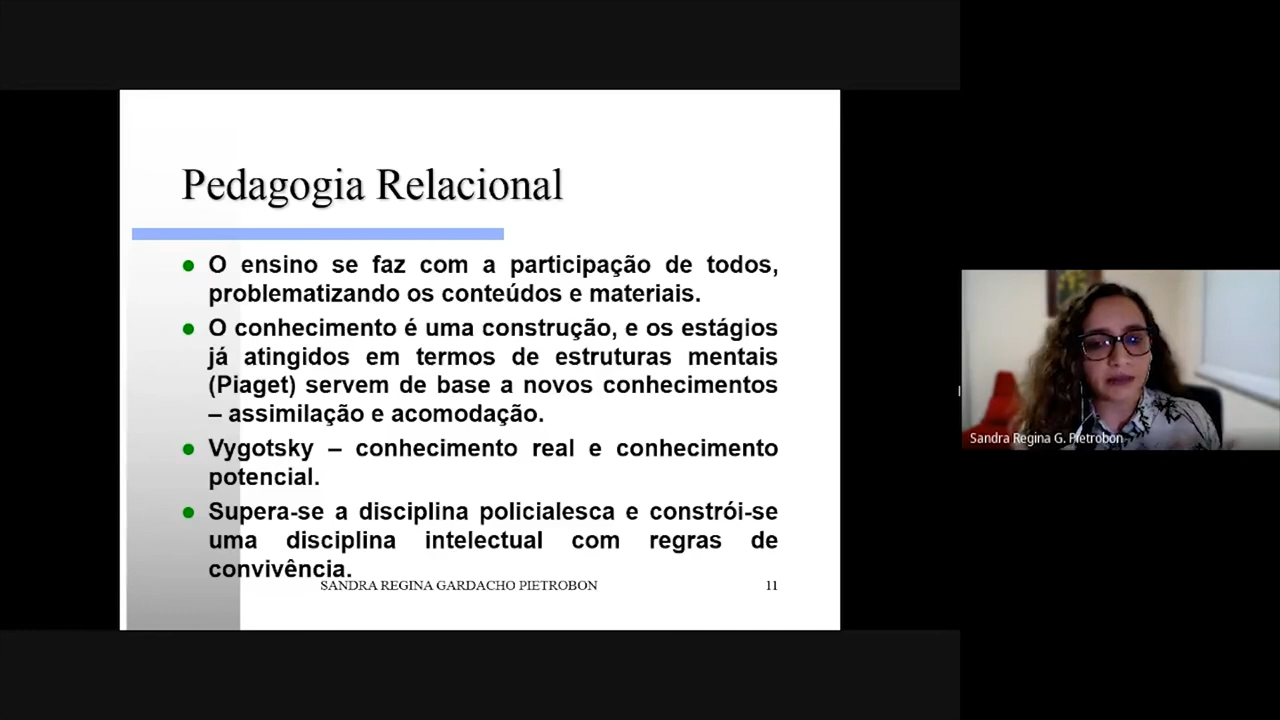 Pedagogia Relacional
O ensino se faz com a participação de todos,
problematizando os conteúdos e materiais.
O conhecimento é uma construção, e os estágios
já atingidos em termos de estruturas mentais
(Piaget) servem de base a novos conhecimentos
– assimilação e acomodação.
Vygotsky – conhecimento real e conhecimento
potencial.
Supera-se a disciplina policialesca e constrói-se
uma disciplina intelectual com regras de
convivência.
SANDRA REGINA GARDACHO PIETROBON
11
Sandra Regina G. Pietrobon